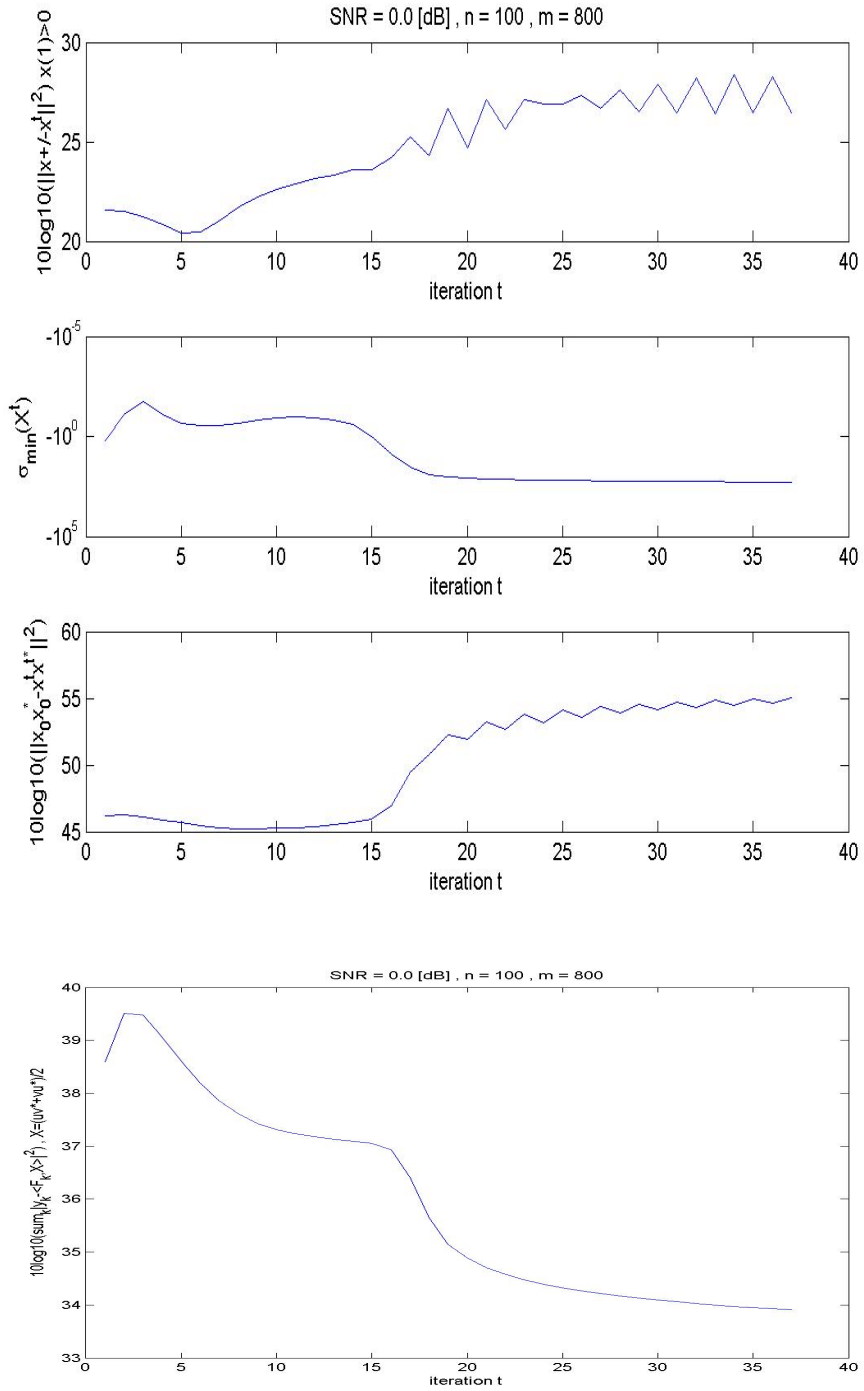 SNR = 0.0 [dB] , n = 100 , m = 800
10log10(||x+/-x^t||^2) x(1)>0
30
25
20
0 5 10 15 20 25 30 35 40
iteration t
σ_min(X^t)
-10^-5
-10^0
-10^5
0 5 10 15 20 25 30 35 40
iteration t
10log10(||x_0x_0^*-x^tx^t*||^2)
60
55
50
45
0 5 10 15 20 25 30 35 40
iteration t
SNR = 0.0 [dB] , n = 100 , m = 800
10log10(sum_k|y_k-<F_k,X>|^2) , X=(uv*+vu*)/2
40
39
38
37
36
35
34
33
0 5 10 15 20 25 30 35 40
iteration t